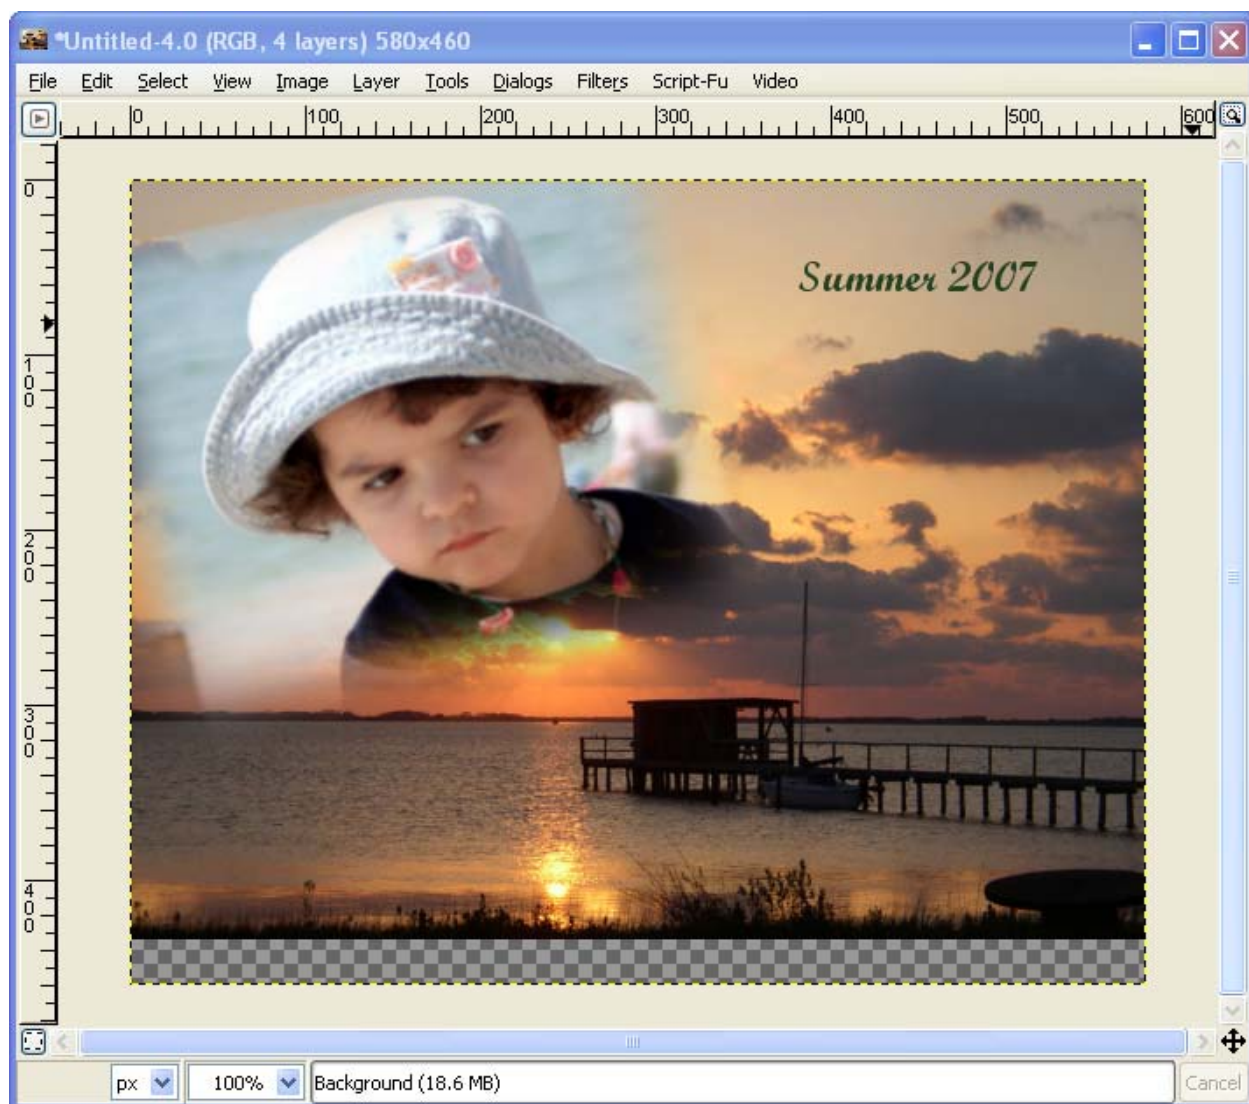 *Untitled-4.0 (RGB, 4 layers) 580x460
File Edit Select View Image Layer Tools Dialogs Filters Script-Fu Video
0 100 200 300 400 500 600
0
Summer 2007
100
200
300
400
px 100% Background (18.6 MB) Cancel